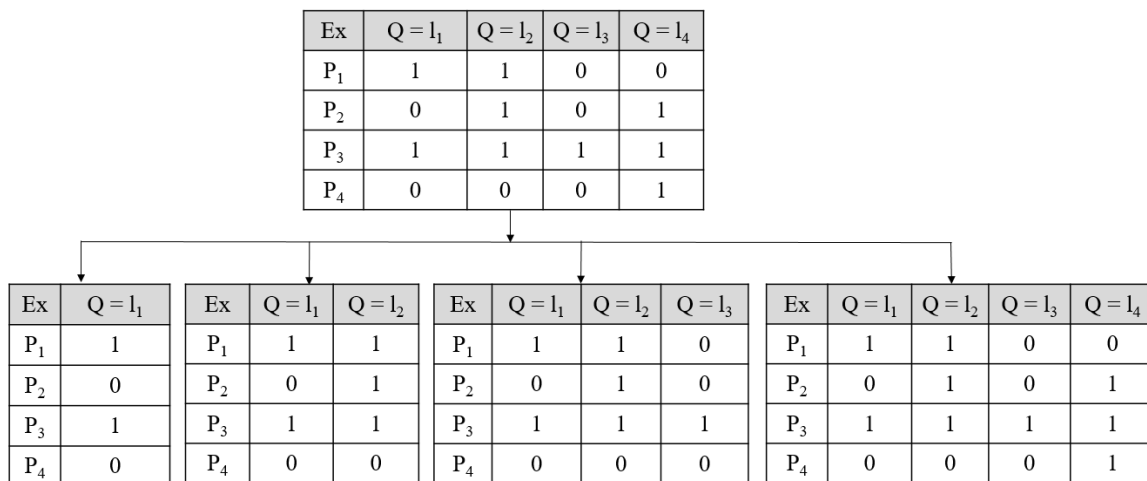 Ex Q = l₁ Q = l₂ Q = l₃ Q = l₄
P₁ 1 1 0 0
P₂ 0 1 0 1
P₃ 1 1 1 1
P₄ 0 0 0 1
Ex Q = l₁
P₁ 1
P₂ 0
P₃ 1
P₄ 0
Ex Q = l₁ Q = l₂
P₁ 1 1
P₂ 0 1
P₃ 1 1
P₄ 0 0
Ex Q = l₁ Q = l₂ Q = l₃
P₁ 1 1 0
P₂ 0 1 0
P₃ 1 1 1
P₄ 0 0 0
Ex Q = l₁ Q = l₂ Q = l₃ Q = l₄
P₁ 1 1 0 0
P₂ 0 1 0 1
P₃ 1 1 1 1
P₄ 0 0 0 1